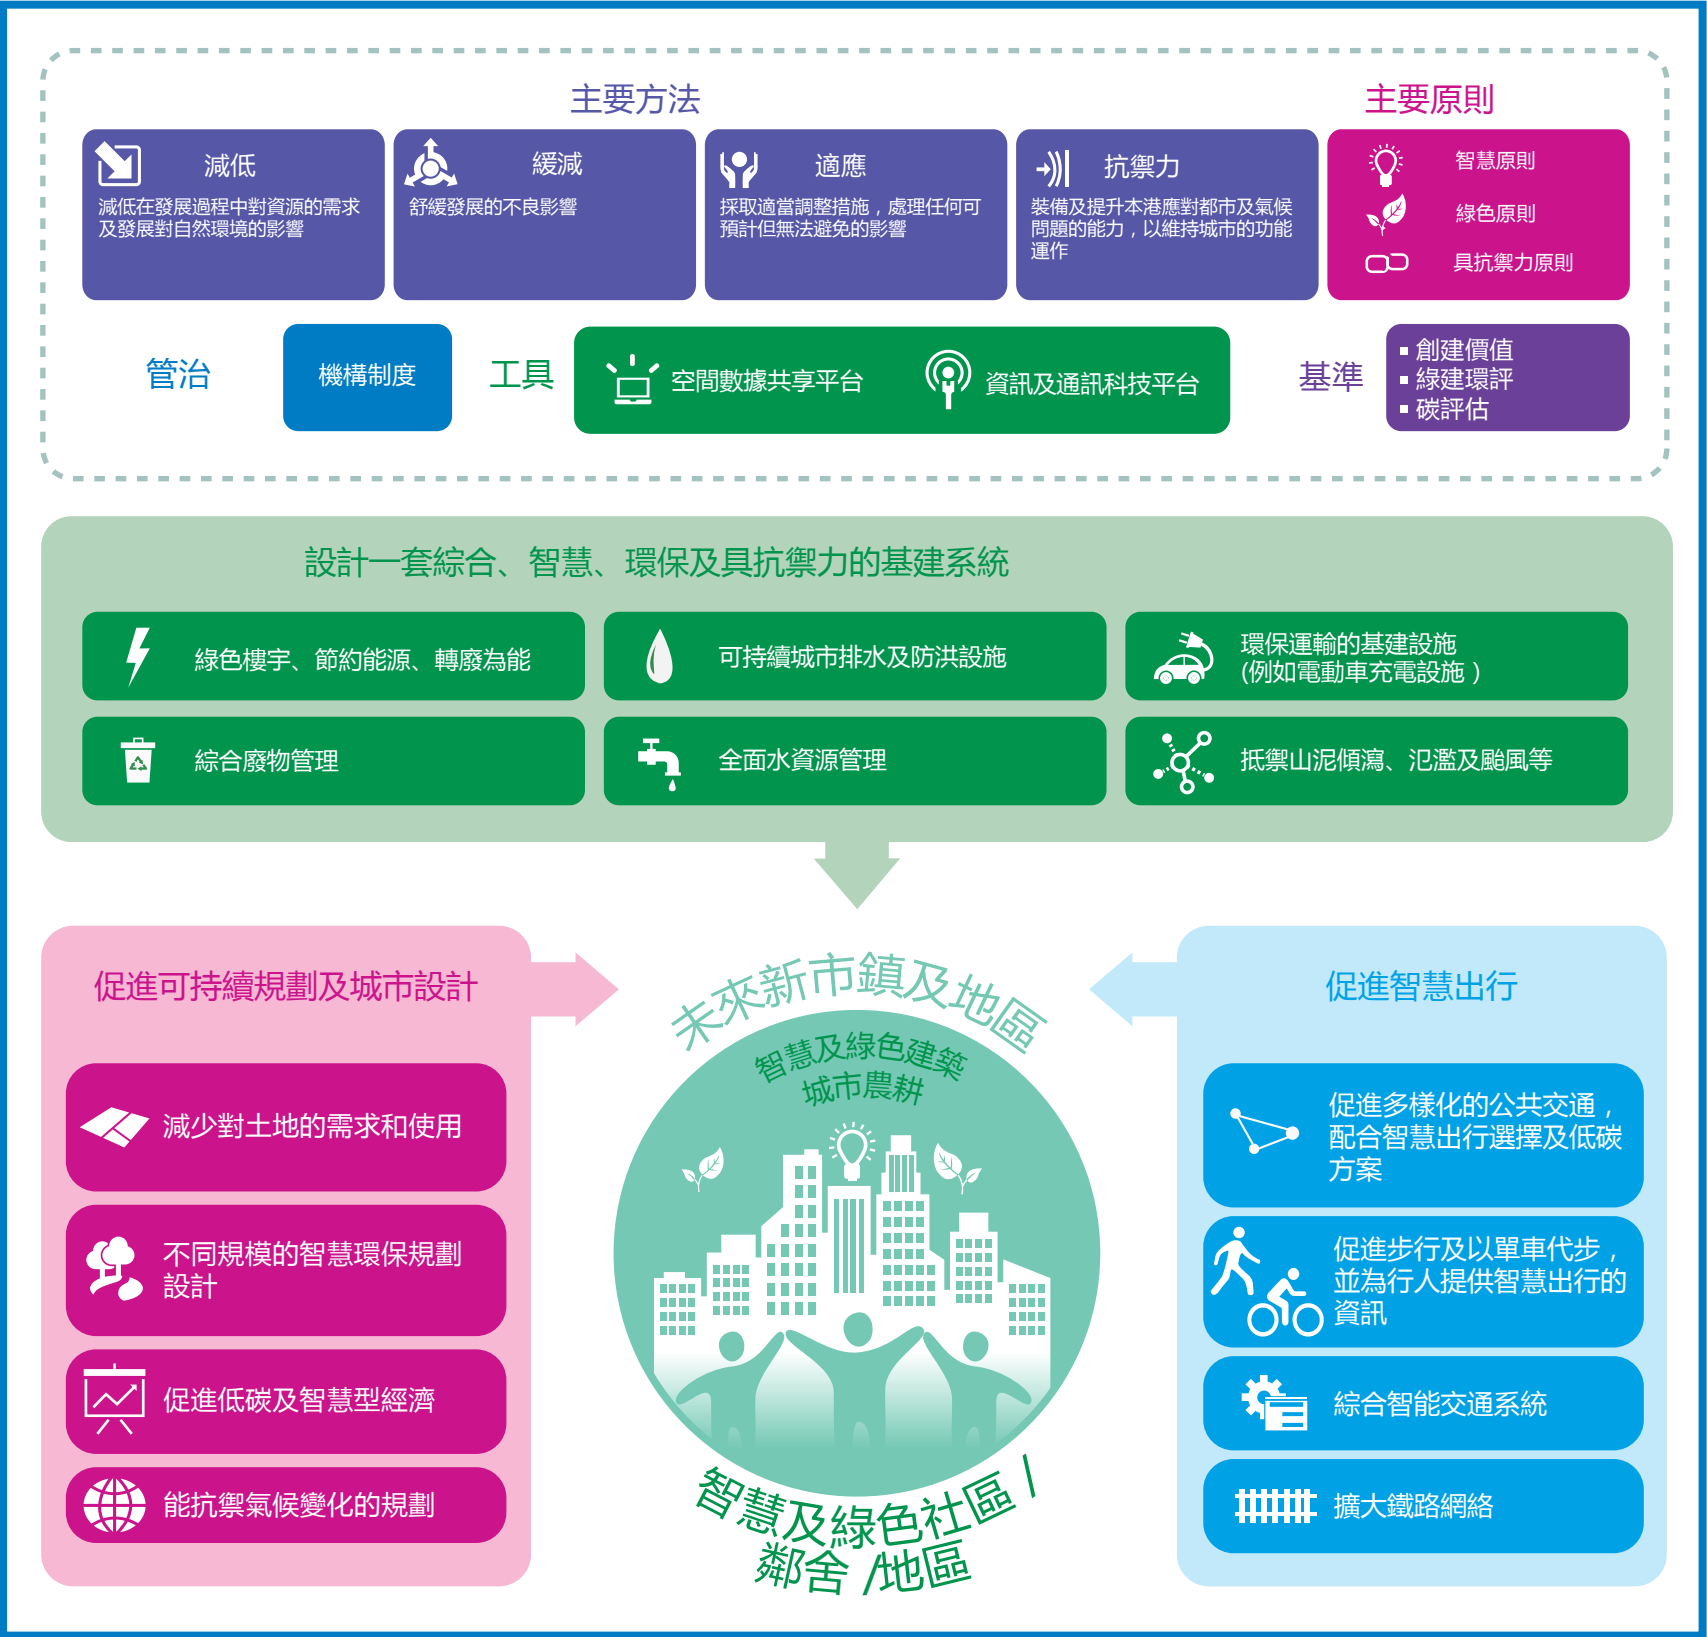 主要方法
主要原則
減低
減低在發展過程中對資源的需求
及發展對自然環境的影響
緩減
舒緩發展的不良影響
適應
採取適當調整措施，處理任何可
預計但無法避免的影響
抗禦力
裝備及提升本港應對都市及氣候
問題的能力，以維持城市的功能
運作
智慧原則
綠色原則
具抗禦力原則
管治
機構制度
工具
空間數據共享平台
資訊及通訊科技平台
基準
▪ 創建價值
▪ 綠建環評
▪ 碳評估
設計一套綜合、智慧、環保及具抗禦力的基建系統
綠色樓宇、節約能源、轉廢為能
可持續城市排水及防洪設施
環保運輸的基建設施
(例如電動車充電設施)
綜合廢物管理
全面水資源管理
抵禦山泥傾瀉、氾濫及颱風等
促進可持續規劃及城市設計
減少對土地的需求和使用
不同規模的智慧環保規劃
設計
促進低碳及智慧型經濟
能抗禦氣候變化的規劃
未來新市鎮及地區
智慧及綠色建築
城市農耕
智慧及綠色社區 /
鄰舍 /地區
促進智慧出行
促進多樣化的公共交通，
配合智慧出行選擇及低碳
方案
促進步行及以單車代步，
並為行人提供智慧出行的
資訊
綜合智能交通系統
擴大鐵路網絡